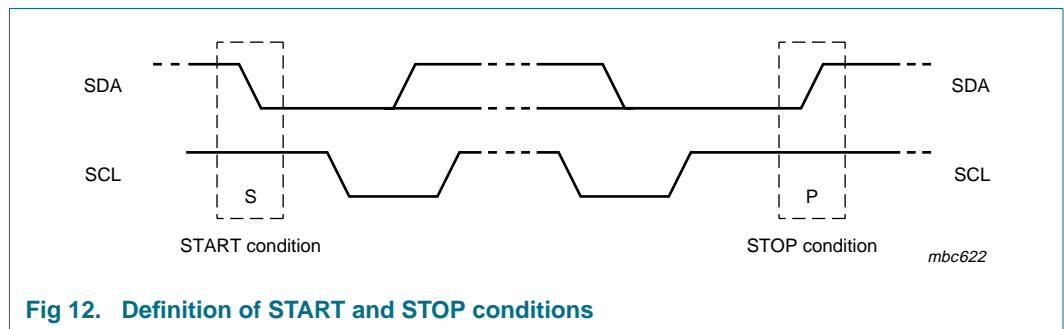 SDA
SDA
SCL
SCL
S
P
START condition
STOP condition
mbc622
Fig 12. Definition of START and STOP conditions